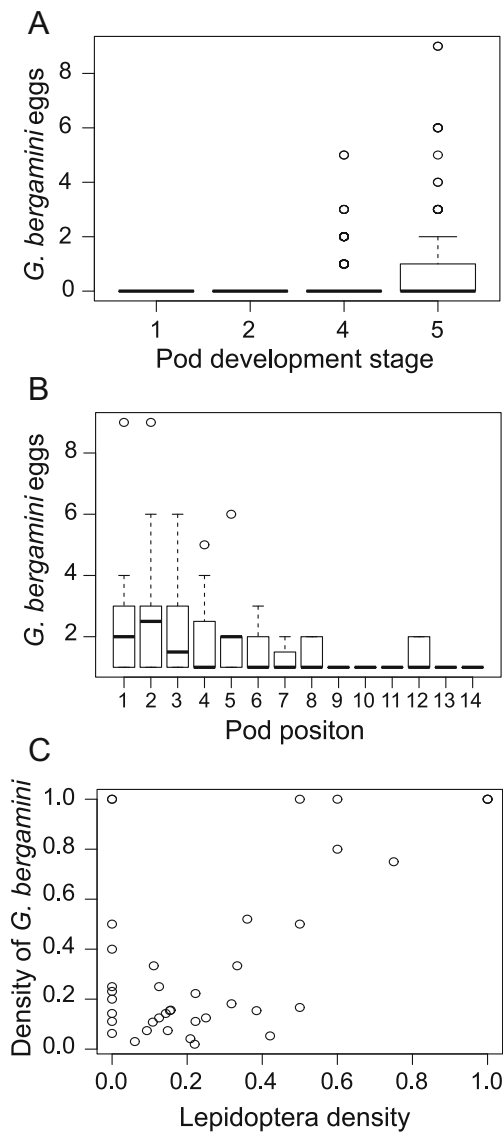 A
G. bergamini eggs
8
6
4
2
0
1 2 4 5
Pod development stage
B
G. bergamini eggs
8
6
4
2
1 2 3 4 5 6 7 8 9 10 11 12 13 14
Pod positon
C
Density of G. bergamini
1.0
0.8
0.6
0.4
0.2
0.0
0.0 0.2 0.4 0.6 0.8 1.0
Lepidoptera density